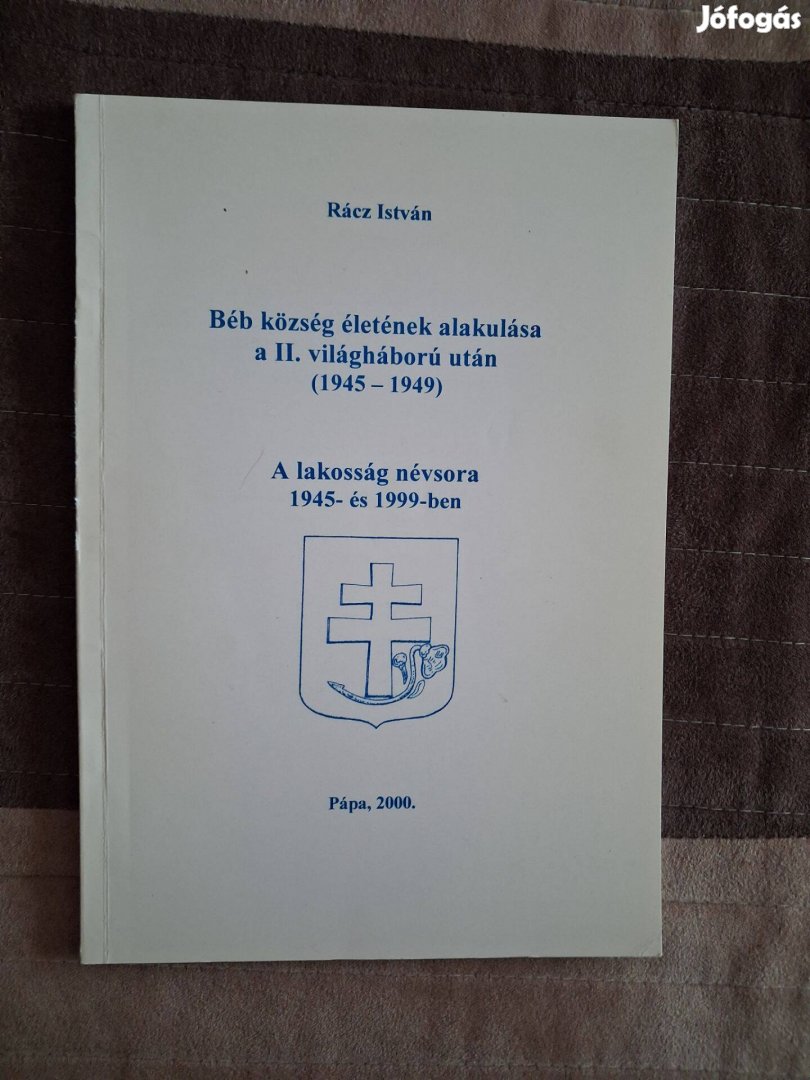 Jófogás
Rácz István
Béb község életének alakulása
a II. világháború után
(1945 – 1949)
A lakosság névsora
1945- és 1999-ben
Pápa, 2000.